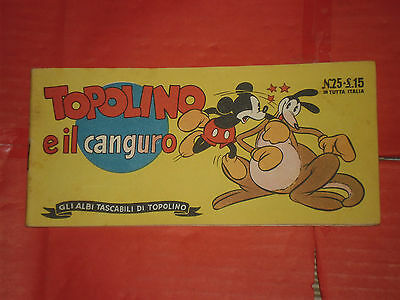 TOPOLINO
e il canguro
N.25-£.15
IN TUTTA ITALIA
GLI ALBI TASCABILI DI TOPOLINO